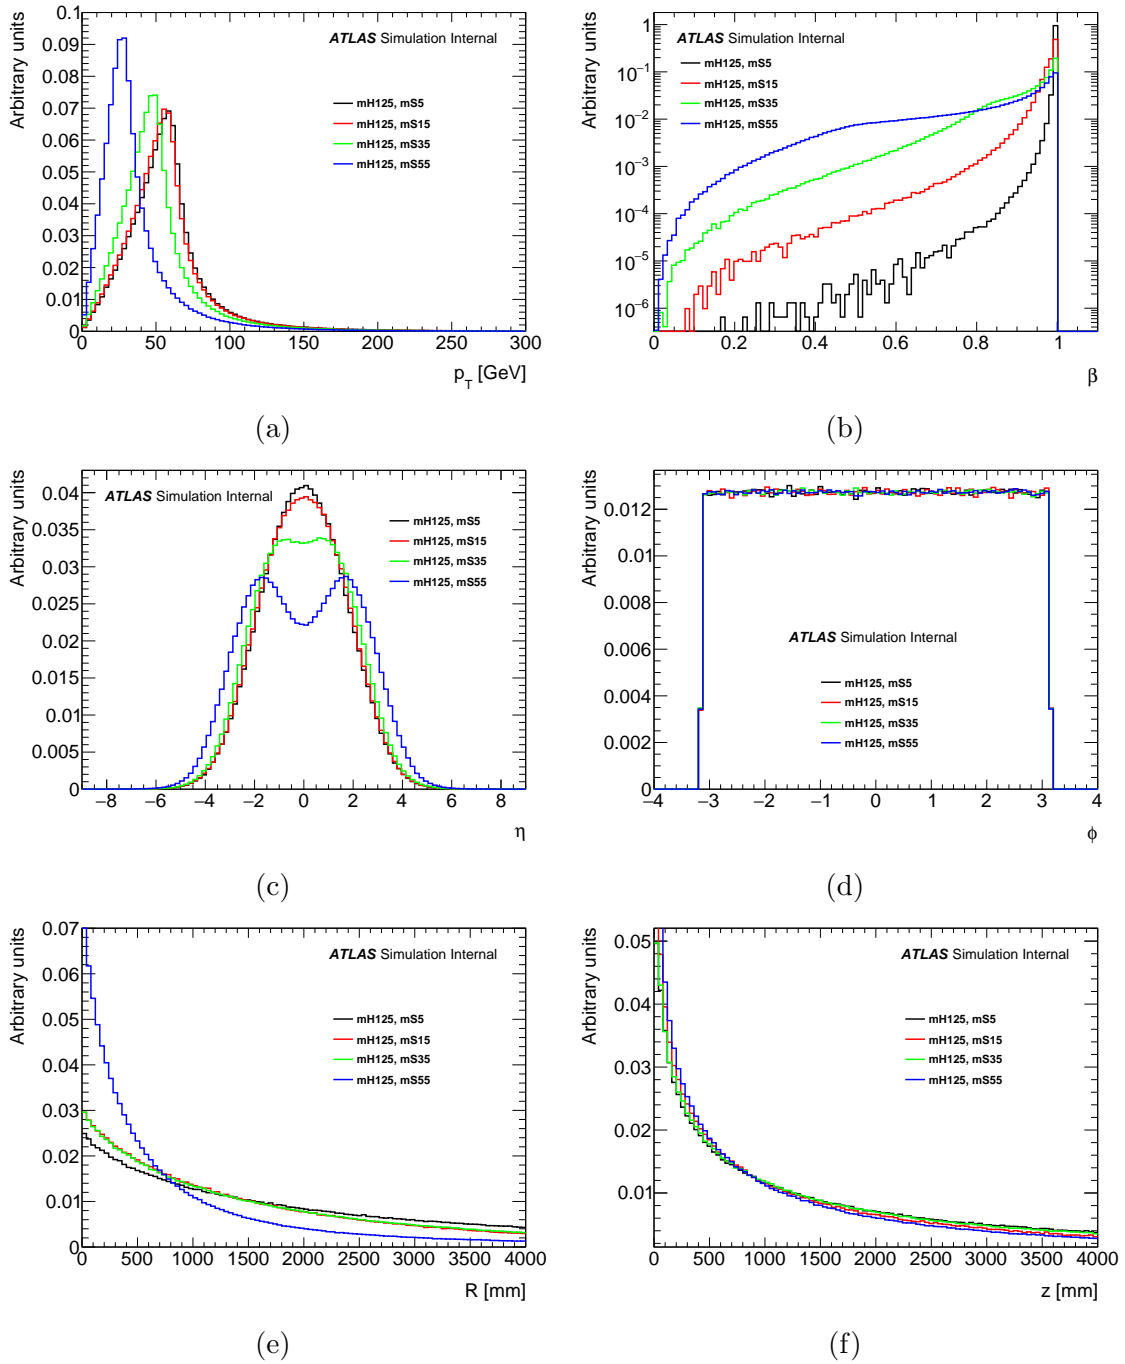 Arbitrary units
0.1
0.09
0.08
0.07
0.06
0.05
0.04
0.03
0.02
0.01
0
ATLAS Simulation Internal
mH125, mS5
mH125, mS15
mH125, mS35
mH125, mS55
0 50 100 150 200 250 300
p_T [GeV]
(a)
Arbitrary units
1
10⁻¹
10⁻²
10⁻³
10⁻⁴
10⁻⁵
10⁻⁶
ATLAS Simulation Internal
mH125, mS5
mH125, mS15
mH125, mS35
mH125, mS55
0 0.2 0.4 0.6 0.8 1
β
(b)
Arbitrary units
0.04
0.035
0.03
0.025
0.02
0.015
0.01
0.005
0
ATLAS Simulation Internal
mH125, mS5
mH125, mS15
mH125, mS35
mH125, mS55
−8 −6 −4 −2 0 2 4 6 8
η
(c)
Arbitrary units
0.012
0.01
0.008
0.006
0.004
0.002
0
ATLAS Simulation Internal
mH125, mS5
mH125, mS15
mH125, mS35
mH125, mS55
−4 −3 −2 −1 0 1 2 3 4
ϕ
(d)
Arbitrary units
0.07
0.06
0.05
0.04
0.03
0.02
0.01
0
ATLAS Simulation Internal
mH125, mS5
mH125, mS15
mH125, mS35
mH125, mS55
0 500 1000 1500 2000 2500 3000 3500 4000
R [mm]
(e)
Arbitrary units
0.05
0.04
0.03
0.02
0.01
ATLAS Simulation Internal
mH125, mS5
mH125, mS15
mH125, mS35
mH125, mS55
0 500 1000 1500 2000 2500 3000 3500 4000
z [mm]
(f)